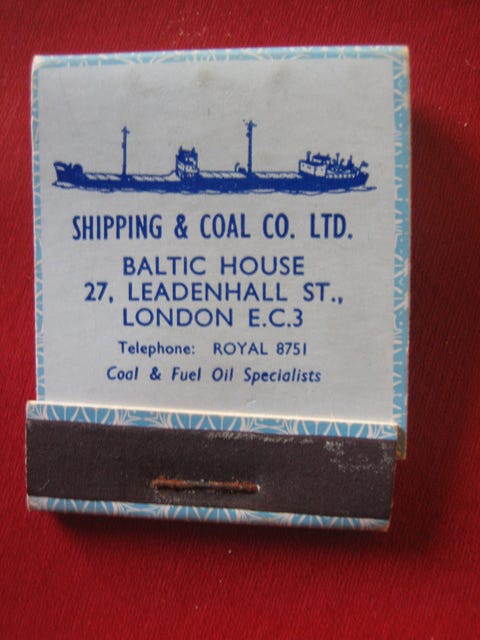 SHIPPING & COAL CO. LTD.
BALTIC HOUSE
27, LEADENHALL ST.,
LONDON E.C.3
Telephone: ROYAL 8751
Coal & Fuel Oil Specialists